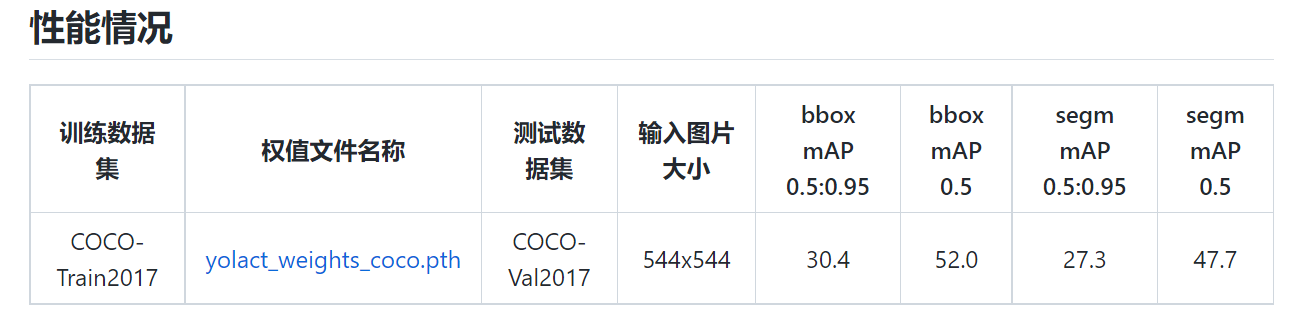 性能情况
训练数据
集
权值文件名称
测试数
据集
输入图片
大小
bbox
mAP
0.5:0.95
bbox
mAP
0.5
segm
mAP
0.5:0.95
segm
mAP
0.5
COCO-
Train2017
yolact_weights_coco.pth
COCO-
Val2017
544x544
30.4
52.0
27.3
47.7